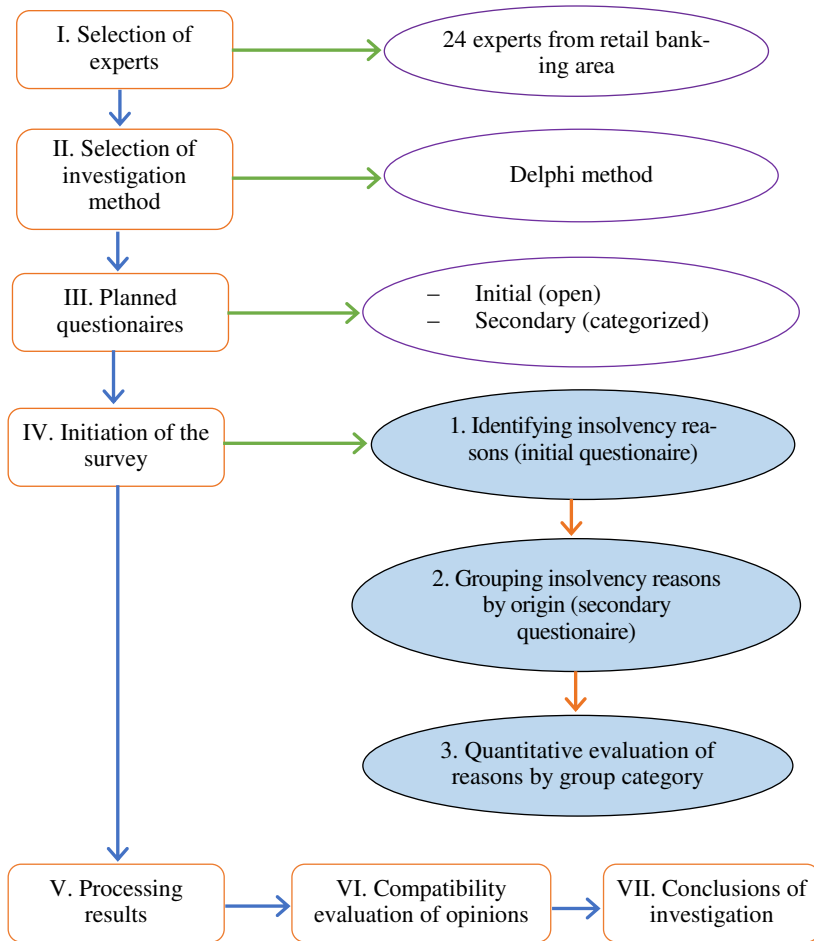 I. Selection of
experts
24 experts from retail bank-
ing area
II. Selection of
investigation
method
Delphi method
III. Planned
questionaires
– Initial (open)
– Secondary (categorized)
IV. Initiation of the
survey
1. Identifying insolvency rea-
sons (initial questionaire)
2. Grouping insolvency reasons
by origin (secondary
questionaire)
3. Quantitative evaluation of
reasons by group category
V. Processing
results
VI. Compatibility
evaluation of opinions
VII. Conclusions of
investigation